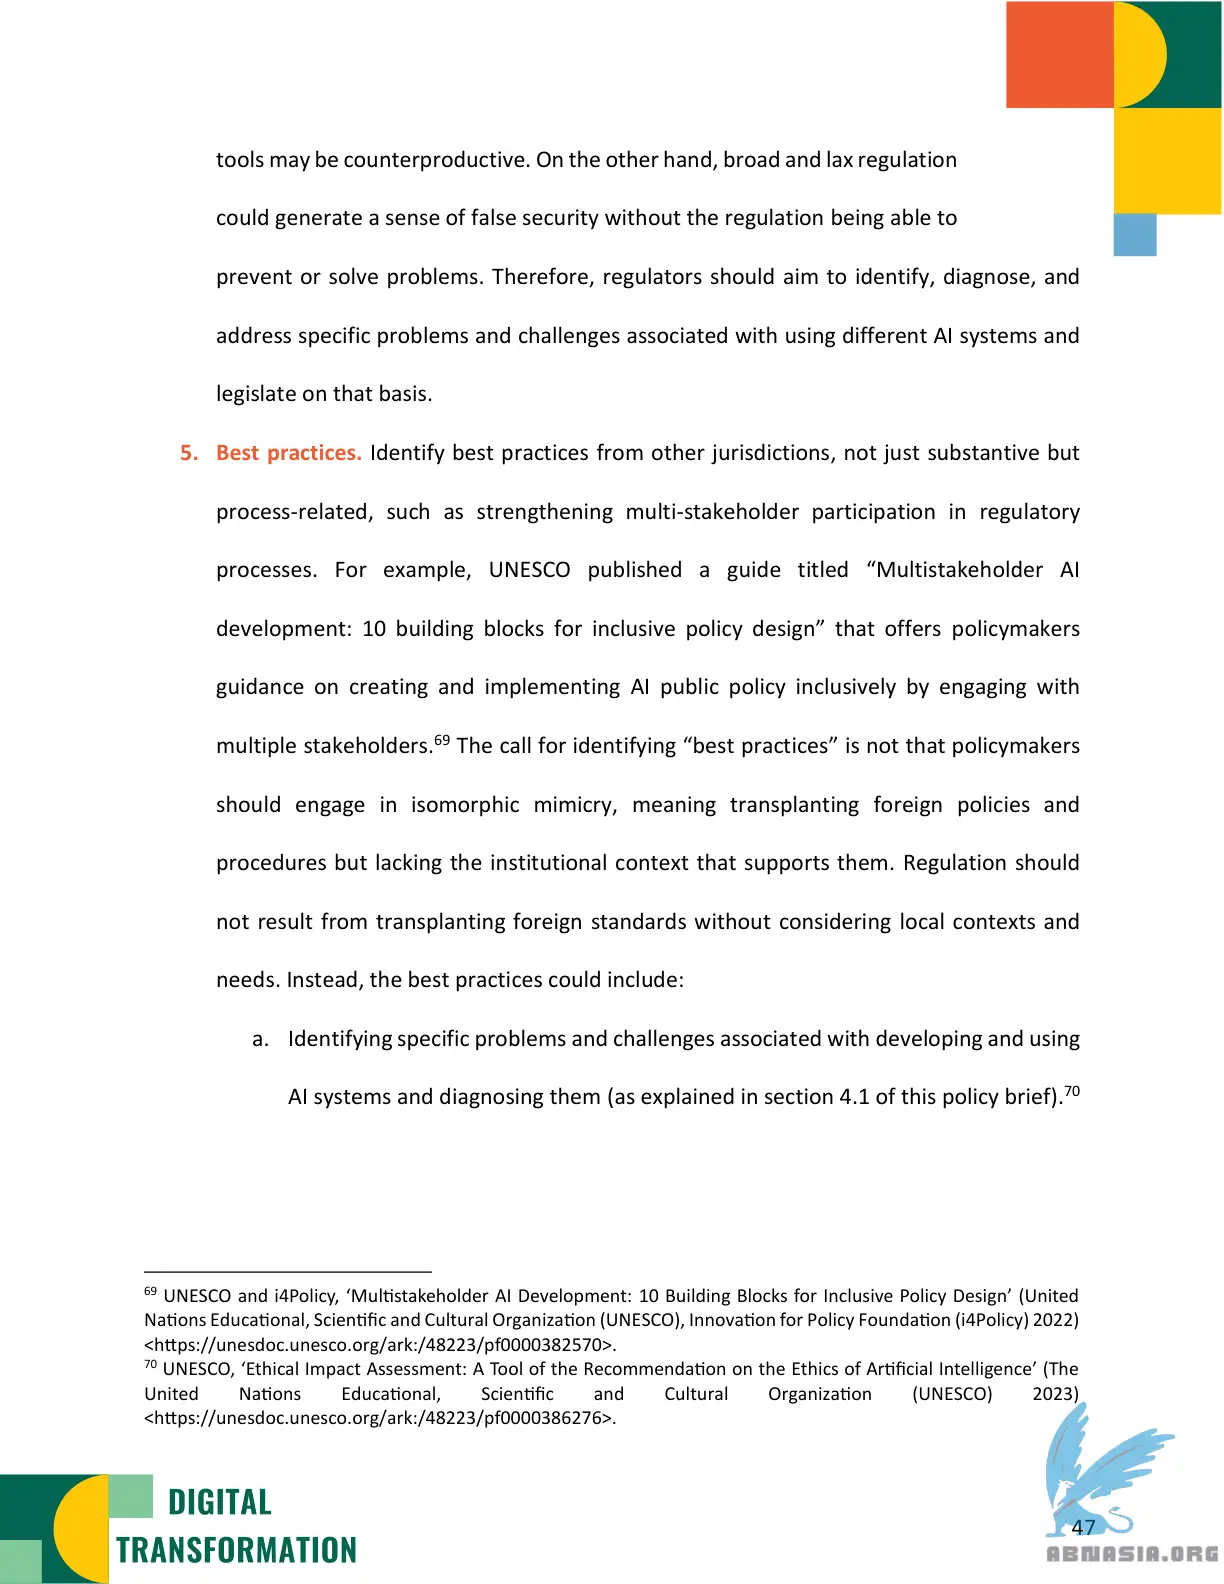 tools may be counterproductive. On the other hand, broad and lax regulation
could generate a sense of false security without the regulation being able to
prevent or solve problems. Therefore, regulators should aim to identify, diagnose, and
address specific problems and challenges associated with using different AI systems and
legislate on that basis.
5. Best practices. Identify best practices from other jurisdictions, not just substantive but
process-related, such as strengthening multi-stakeholder participation in regulatory
processes. For example, UNESCO published a guide titled “Multistakeholder AI
development: 10 building blocks for inclusive policy design” that offers policymakers
guidance on creating and implementing AI public policy inclusively by engaging with
multiple stakeholders.69 The call for identifying “best practices” is not that policymakers
should engage in isomorphic mimicry, meaning transplanting foreign policies and
procedures but lacking the institutional context that supports them. Regulation should
not result from transplanting foreign standards without considering local contexts and
needs. Instead, the best practices could include:
a. Identifying specific problems and challenges associated with developing and using
AI systems and diagnosing them (as explained in section 4.1 of this policy brief).70
69 UNESCO and i4Policy, ‘Multistakeholder AI Development: 10 Building Blocks for Inclusive Policy Design’ (United
Nations Educational, Scientific and Cultural Organization (UNESCO), Innovation for Policy Foundation (i4Policy) 2022)
<https://unesdoc.unesco.org/ark:/48223/pf0000382570>.
70 UNESCO, ‘Ethical Impact Assessment: A Tool of the Recommendation on the Ethics of Artificial Intelligence’ (The
United Nations Educational, Scientific and Cultural Organization (UNESCO) 2023)
<https://unesdoc.unesco.org/ark:/48223/pf0000386276>.
DIGITAL
TRANSFORMATION
47
ABNASIA.ORG